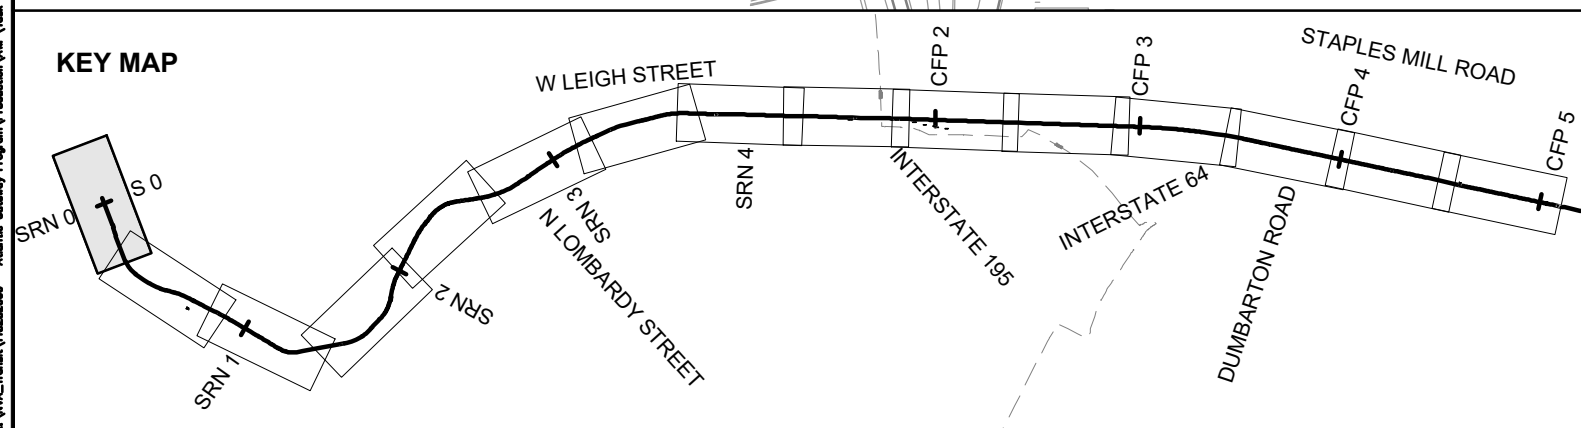 KEY MAP
W LEIGH STREET
CFP 2
CFP 3
STAPLES MILL ROAD
CFP 4
CFP 5
S 0
SRN 0
SRN 1
SRN 2
SRN 3
N LOMBARDY STREET
SRN 4
INTERSTATE 195
INTERSTATE 64
DUMBARTON ROAD